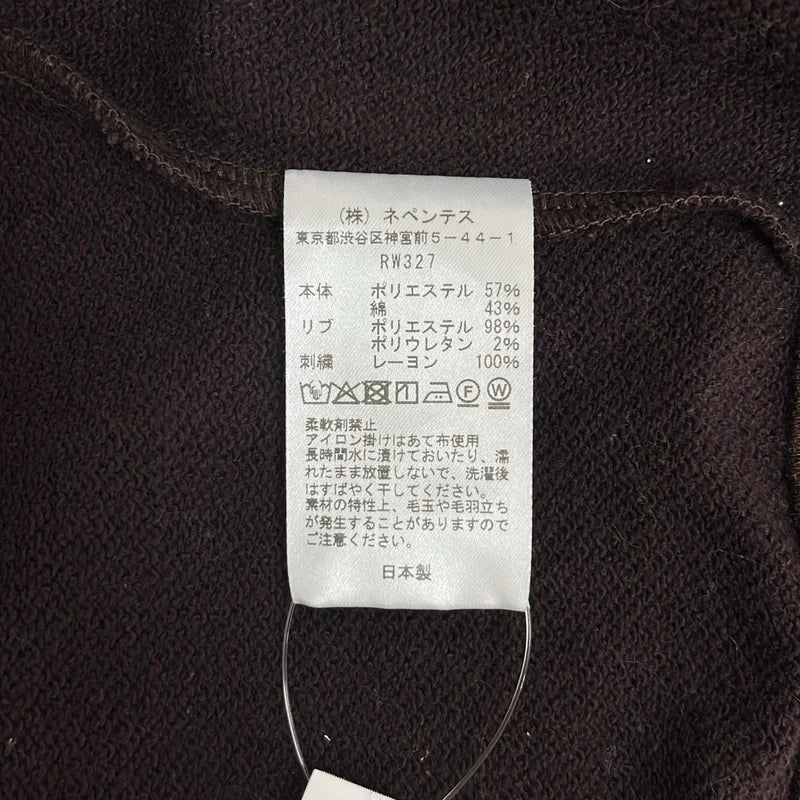 (株) ネペンテス
東京都渋谷区神宮前5-44-1
RW327
本体 ポリエステル 57%
綿 43%
リブ ポリエステル 98%
ポリウレタン 2%
刺繍 レーヨン 100%
F W
柔軟剤禁止
アイロン掛けはあて布使用
長時間水に漬けておいたり、濡
れたまま放置しないで、洗濯後
はすばやく干してください。
素材の特性上、毛玉や毛羽立ち
が発生することがありますので
ご注意ください。
日本製